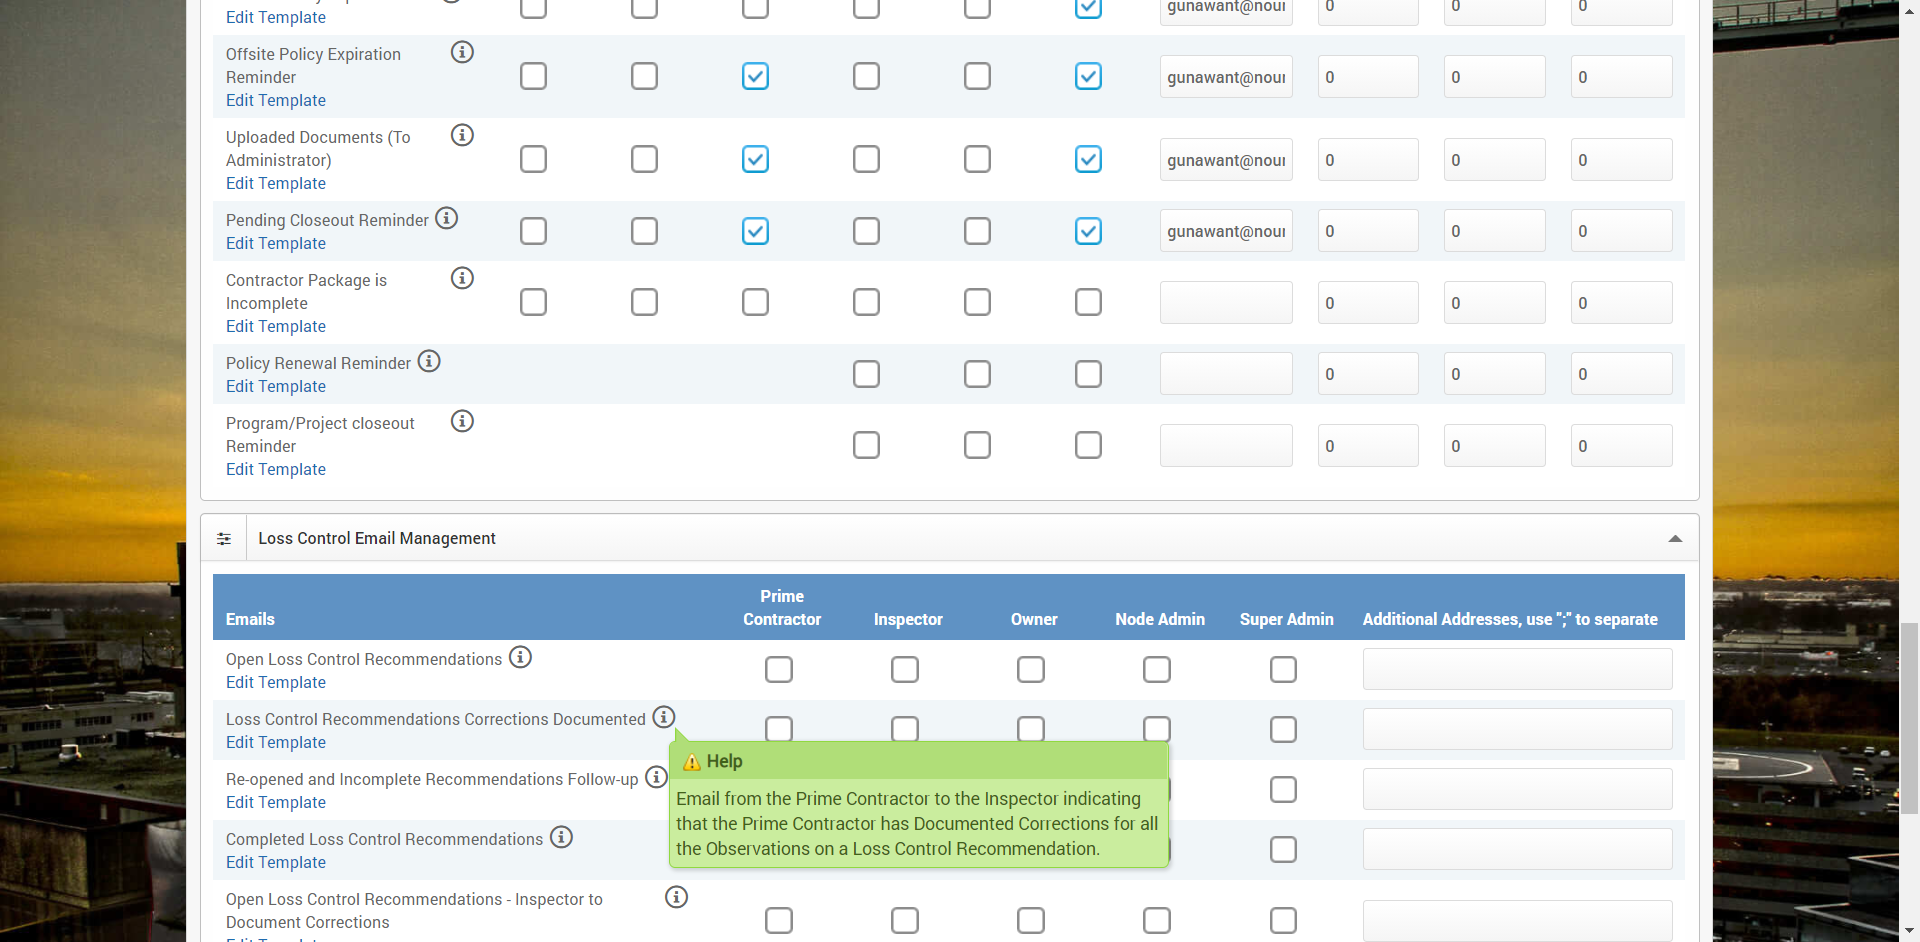 Edit Template
gunawant@nour
0
0
0
Offsite Policy Expiration
Reminder
Edit Template
gunawant@nour
0
0
0
Uploaded Documents (To
Administrator)
Edit Template
gunawant@nour
0
0
0
Pending Closeout Reminder
Edit Template
gunawant@nour
0
0
0
Contractor Package is
Incomplete
Edit Template
0
0
0
Policy Renewal Reminder
Edit Template
0
0
0
Program/Project closeout
Reminder
Edit Template
0
0
0
Loss Control Email Management
Emails
Prime
Contractor
Inspector
Owner
Node Admin
Super Admin
Additional Addresses, use ";" to separate
Open Loss Control Recommendations
Edit Template
Loss Control Recommendations Corrections Documented
Edit Template
Help
Email from the Prime Contractor to the Inspector indicating
that the Prime Contractor has Documented Corrections for all
the Observations on a Loss Control Recommendation.
Re-opened and Incomplete Recommendations Follow-up
Edit Template
Completed Loss Control Recommendations
Edit Template
Open Loss Control Recommendations - Inspector to
Document Corrections
Edit Template